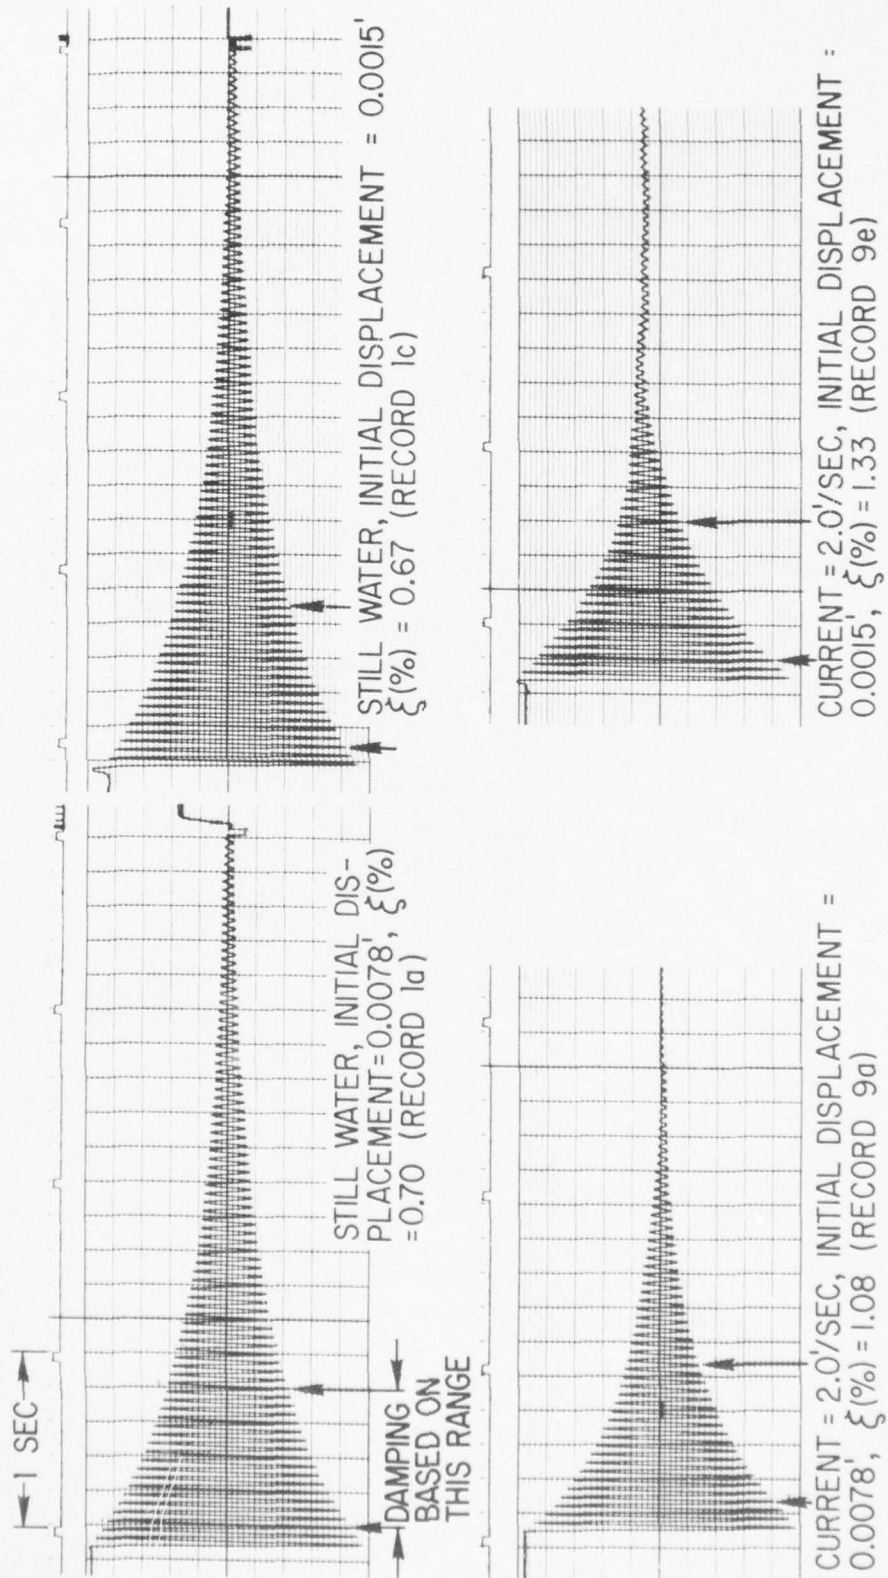 1 SEC
DAMPING
BASED ON
THIS RANGE
STILL WATER, INITIAL DIS-
PLACEMENT=0.0078', ξ(%)
=0.70 (RECORD 1a)
STILL WATER, INITIAL DISPLACEMENT = 0.0015'
ξ(%) = 0.67 (RECORD 1c)
CURRENT = 2.0'/SEC, INITIAL DISPLACEMENT =
0.0078', ξ(%) = 1.08 (RECORD 9a)
CURRENT = 2.0'/SEC, INITIAL DISPLACEMENT =
0.0015', ξ(%) = 1.33 (RECORD 9e)